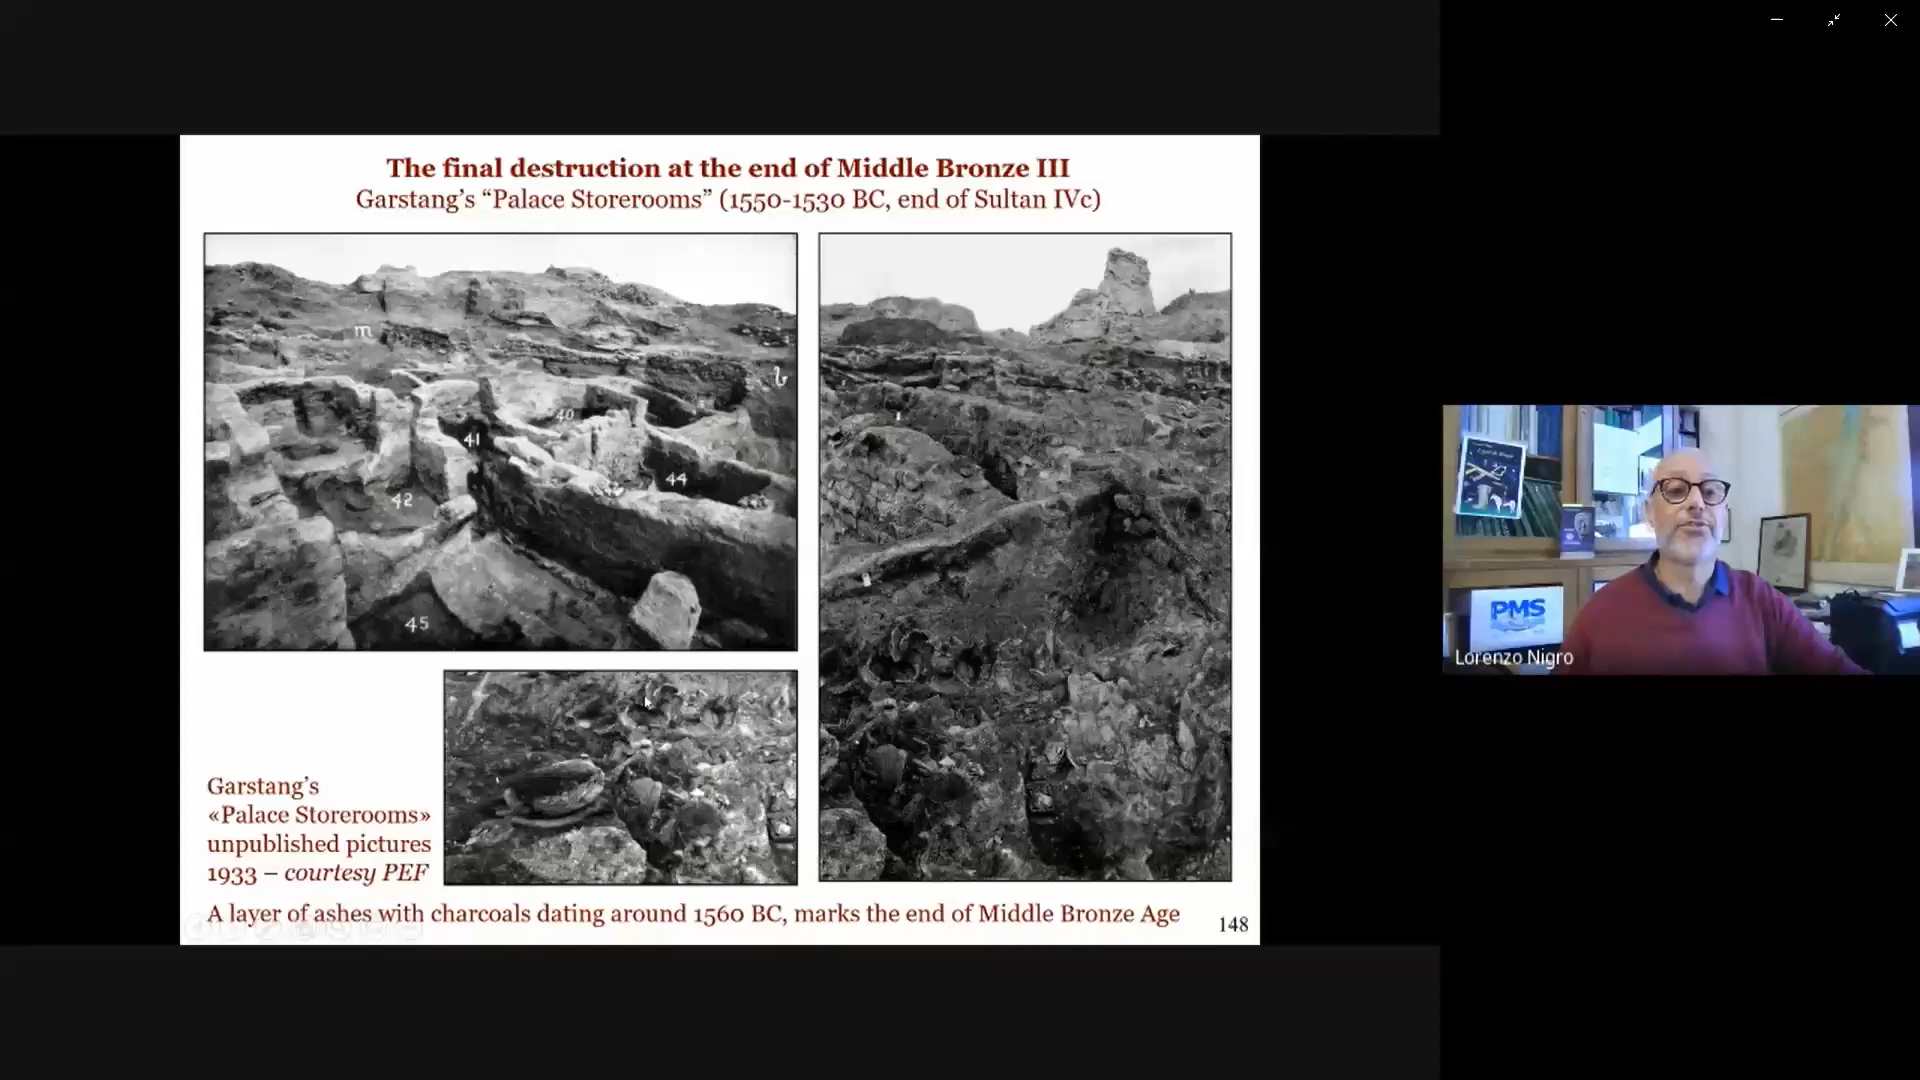 The final destruction at the end of Middle Bronze III
Garstang's “Palace Storerooms” (1550-1530 BC, end of Sultan IVc)
m
b
40
41
44
42
45
Garstang's
«Palace Storerooms»
unpublished pictures
1933 – courtesy PEF
A layer of ashes with charcoals dating around 1560 BC, marks the end of Middle Bronze Age
148
PMS
Lorenzo Nigro